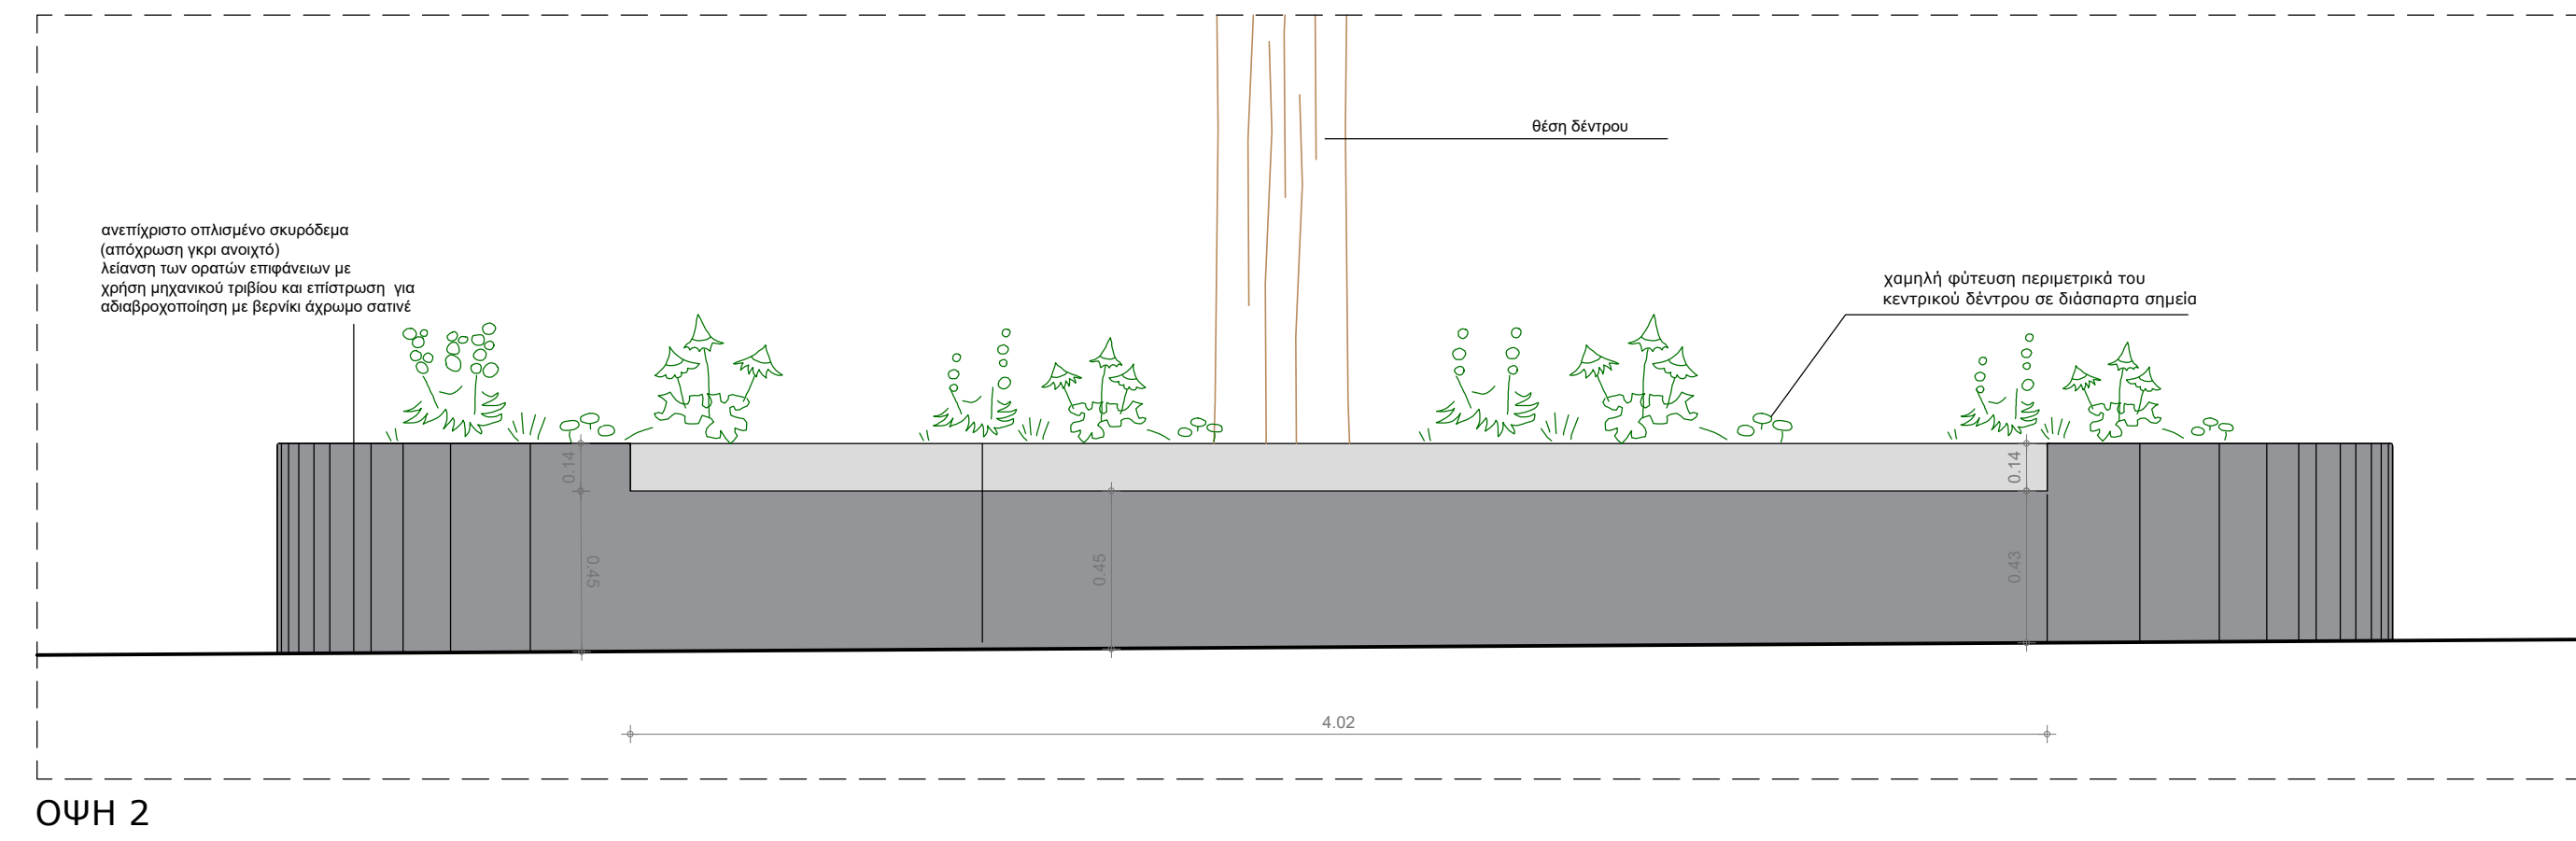 θέση δέντρου
ανεπίχριστο οπλισμένο σκυρόδεμα
(απόχρωση γκρι ανοιχτό)
λείανση των ορατών επιφάνειων με
χρήση μηχανικού τριβίου και επίστρωση για
αδιαβροχοποίηση με βερνίκι άχρωμο σατινέ
χαμηλή φύτευση περιμετρικά του
κεντρικού δέντρου σε διάσπαρτα σημεία
0.14
0.14
0.45
0.45
0.43
4.02
ΟΨΗ 2